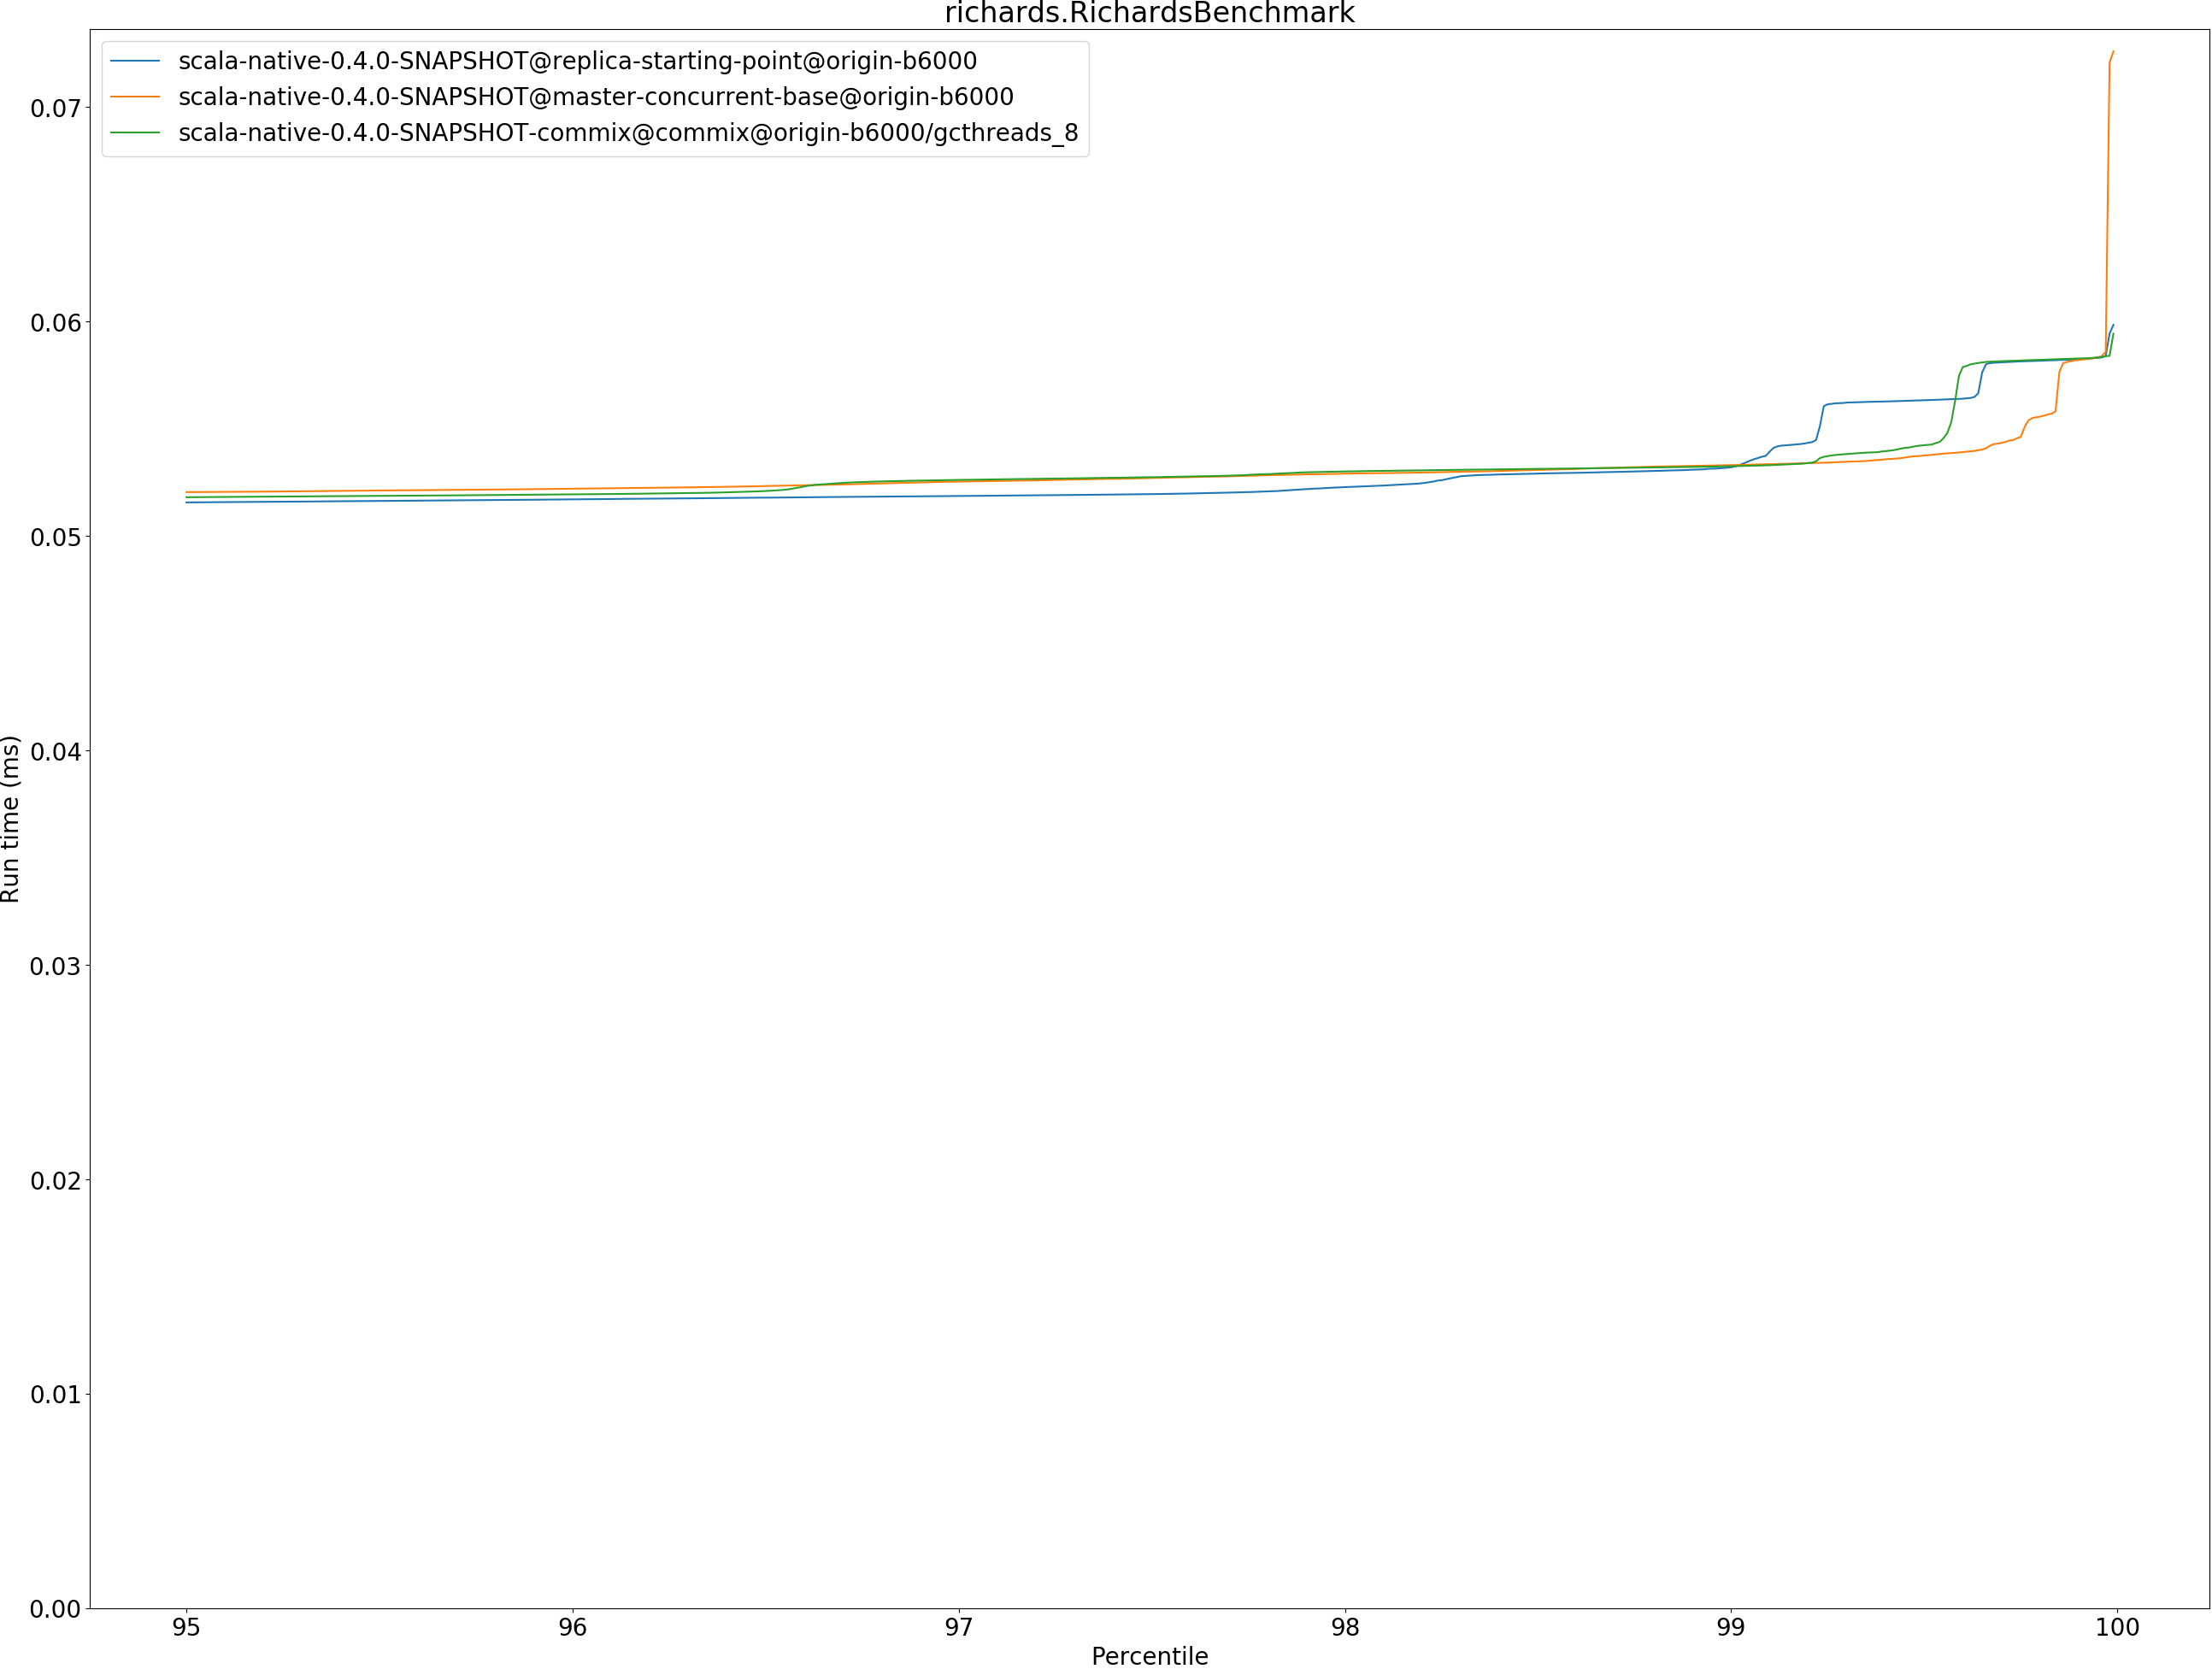 richards.RichardsBenchmark
scala-native-0.4.0-SNAPSHOT@replica-starting-point@origin-b6000
scala-native-0.4.0-SNAPSHOT@master-concurrent-base@origin-b6000
scala-native-0.4.0-SNAPSHOT-commix@commix@origin-b6000/gcthreads_8
0.07
0.06
0.05
0.04
0.03
0.02
0.01
0.00
Run time (ms)
95 96 97 98 99 100
Percentile